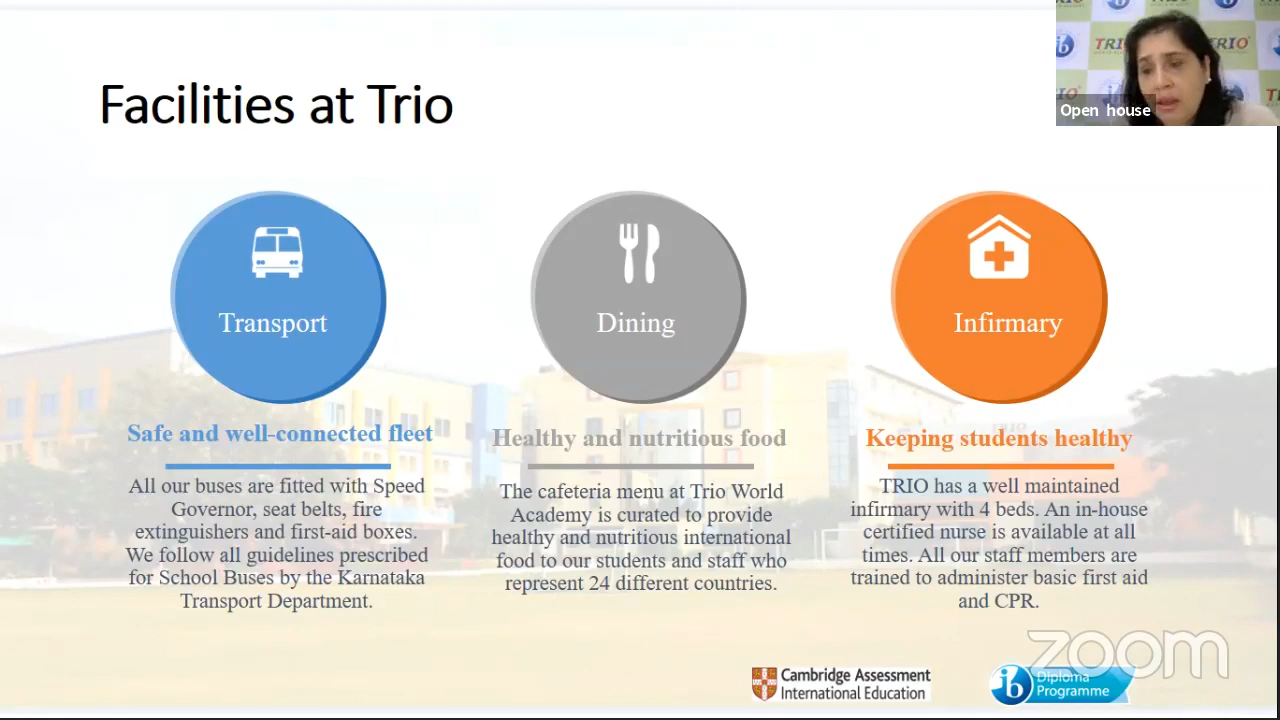 Facilities at Trio
TRIO
TRIO
Open house
Transport
Dining
Infirmary
Safe and well-connected fleet
All our buses are fitted with Speed
Governor, seat belts, fire
extinguishers and first-aid boxes.
We follow all guidelines prescribed
for School Buses by the Karnataka
Transport Department.
Healthy and nutritious food
The cafeteria menu at Trio World
Academy is curated to provide
healthy and nutritious international
food to our students and staff who
represent 24 different countries.
Keeping students healthy
TRIO has a well maintained
infirmary with 4 beds. An in-house
certified nurse is available at all
times. All our staff members are
trained to administer basic first aid
and CPR.
zoom
Cambridge Assessment
International Education
ib
Diploma
Programme